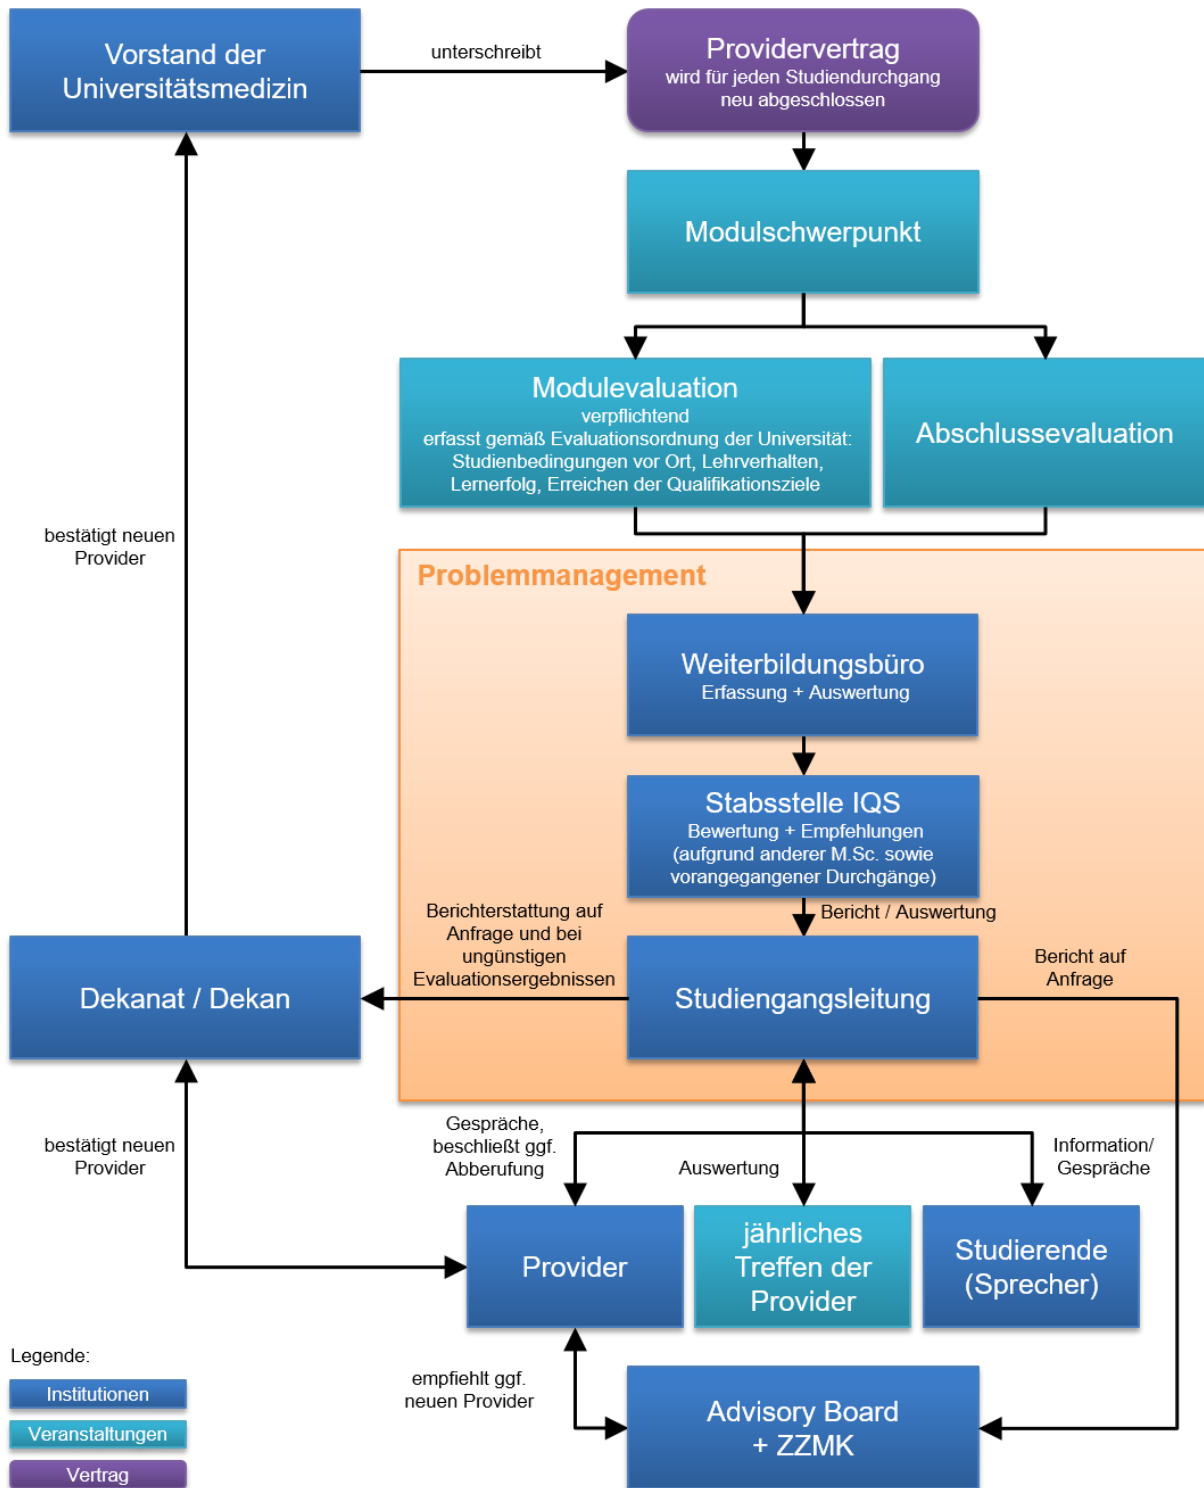 Vorstand der
Universitätsmedizin
unterschreibt
Providervertrag
wird für jeden Studiendurchgang
neu abgeschlossen
Modulschwerpunkt
Modulevaluation
verpflichtend
erfasst gemäß Evaluationsordnung der Universität:
Studienbedingungen vor Ort, Lehrverhalten,
Lernerfolg, Erreichen der Qualifikationsziele
Abschlussevaluation
bestätigt neuen
Provider
Problemmanagement
Weiterbildungsbüro
Erfassung + Auswertung
Stabsstelle IQS
Bewertung + Empfehlungen
(aufgrund anderer M.Sc. sowie
vorangegangener Durchgänge)
Bericht / Auswertung
Berichterstattung auf
Anfrage und bei
ungünstigen
Evaluationsergebnissen
Bericht auf
Anfrage
Dekanat / Dekan
Studiengangsleitung
bestätigt neuen
Provider
Gespräche,
beschließt ggf.
Abberufung
Auswertung
Information/
Gespräche
Provider
jährliches
Treffen der
Provider
Studierende
(Sprecher)
empfiehlt ggf.
neuen Provider
Advisory Board
+ ZZMK
Legende:
Institutionen
Veranstaltungen
Vertrag